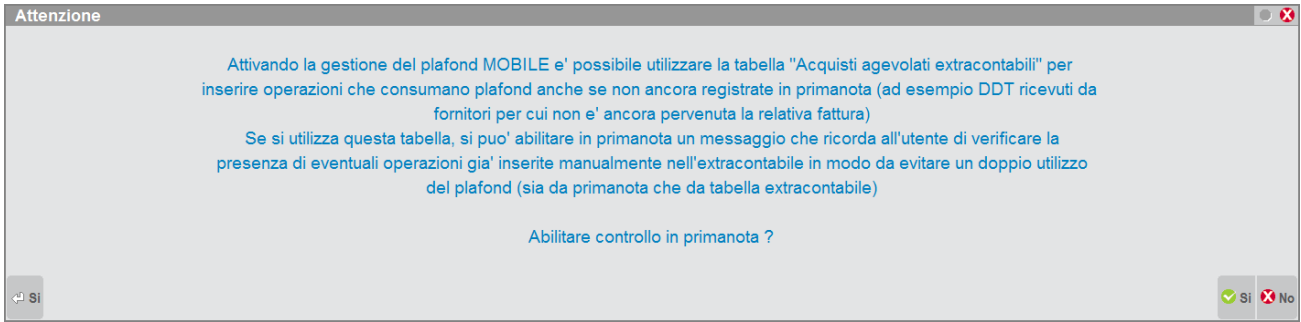 Attenzione
Attivando la gestione del plafond MOBILE e' possibile utilizzare la tabella "Acquisti agevolati extracontabili" per
inserire operazioni che consumano plafond anche se non ancora registrate in primanota (ad esempio DDT ricevuti da
fornitori per cui non e' ancora pervenuta la relativa fattura)
Se si utilizza questa tabella, si puo' abilitare in primanota un messaggio che ricorda all'utente di verificare la
presenza di eventuali operazioni gia' inserite manualmente nell'extracontabile in modo da evitare un doppio utilizzo
del plafond (sia da primanota che da tabella extracontabile)
Abilitare controllo in primanota ?
Si Si No